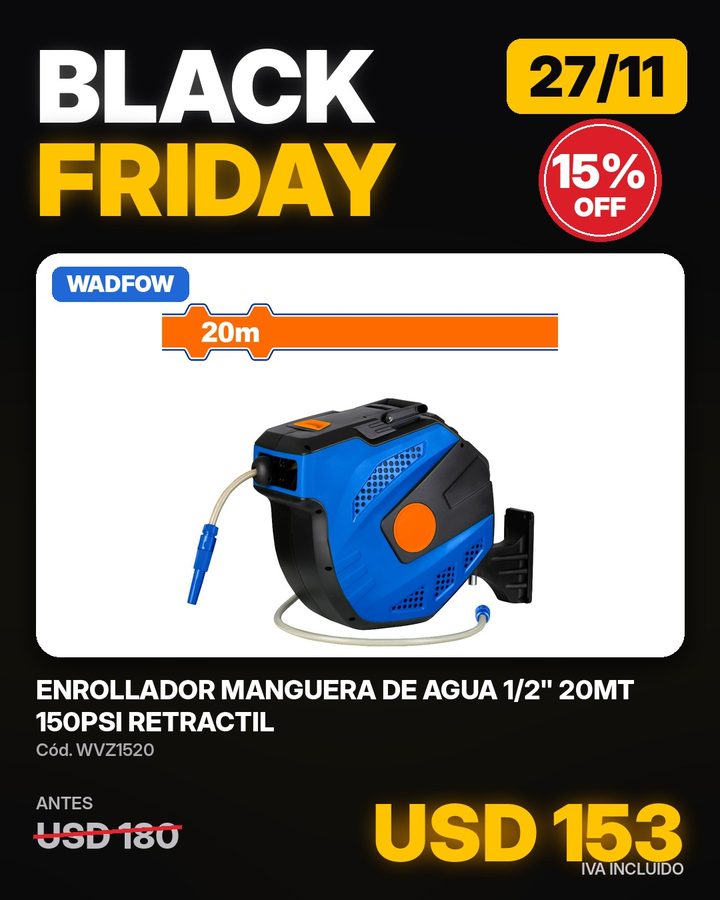 BLACK
FRIDAY
27/11
15%
OFF
WADFOW
20m
ENROLLADOR MANGUERA DE AGUA 1/2" 20MT
150PSI RETRACTIL
Cód. WVZ1520
ANTES
USD 180
USD 153
IVA INCLUIDO